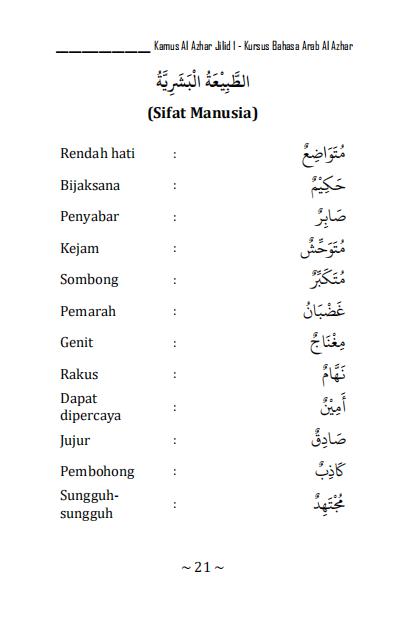 Kamus Al Azhar Jilid I - Kursus Bahasa Arab Al Azhar
الطَّبِيْعَةُ الْبَشَرِيَّةُ
(Sifat Manusia)
Rendah hati : مُتَوَاضِعٌ
Bijaksana : حَكِيْمٌ
Penyabar : صَابِرٌ
Kejam : مُتَوَحِّشٌ
Sombong : مُتَكَبِّرٌ
Pemarah : غَضْبَانُ
Genit : مِغْنَاجٌ
Rakus : نَهَّامٌ
Dapat
dipercaya : أَمِيْنٌ
Jujur : صَادِقٌ
Pembohong : كَاذِبٌ
Sungguh-
sungguh : مُجْتَهِدٌ
~ 21 ~